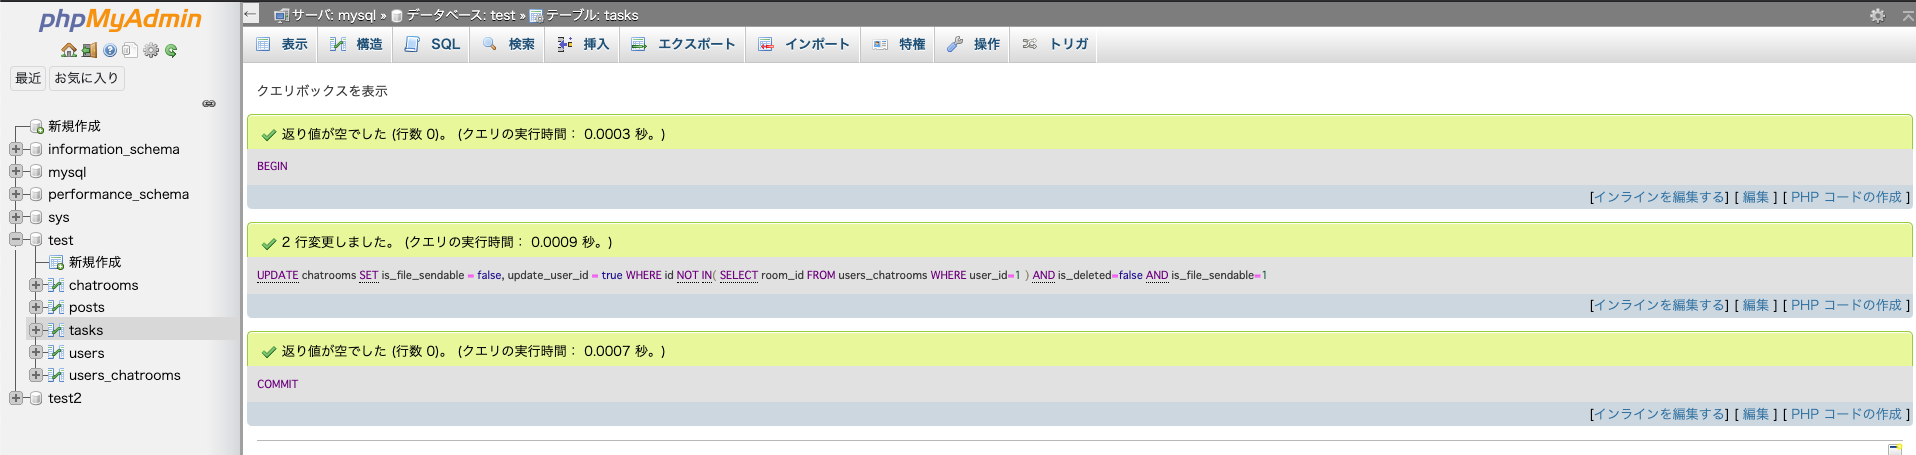 phpMyAdmin
最近 お気に入り
新規作成
information_schema
mysql
performance_schema
sys
test
新規作成
chatrooms
posts
tasks
users
users_chatrooms
test2
サーバ: mysql » データベース: test » テーブル: tasks
表示 構造 SQL 検索 挿入 エクスポート インポート 特権 操作 トリガ
クエリボックスを表示
返り値が空でした (行数 0)。 (クエリの実行時間： 0.0003 秒。)
BEGIN
[インラインを編集する] [ 編集 ] [ PHP コードの作成 ]
2 行変更しました。 (クエリの実行時間： 0.0009 秒。)
UPDATE chatrooms SET is_file_sendable = false, update_user_id = true WHERE id NOT IN( SELECT room_id FROM users_chatrooms WHERE user_id=1 ) AND is_deleted=false AND is_file_sendable=1
[インラインを編集する] [ 編集 ] [ PHP コードの作成 ]
返り値が空でした (行数 0)。 (クエリの実行時間： 0.0007 秒。)
COMMIT
[インラインを編集する] [ 編集 ] [ PHP コードの作成 ]